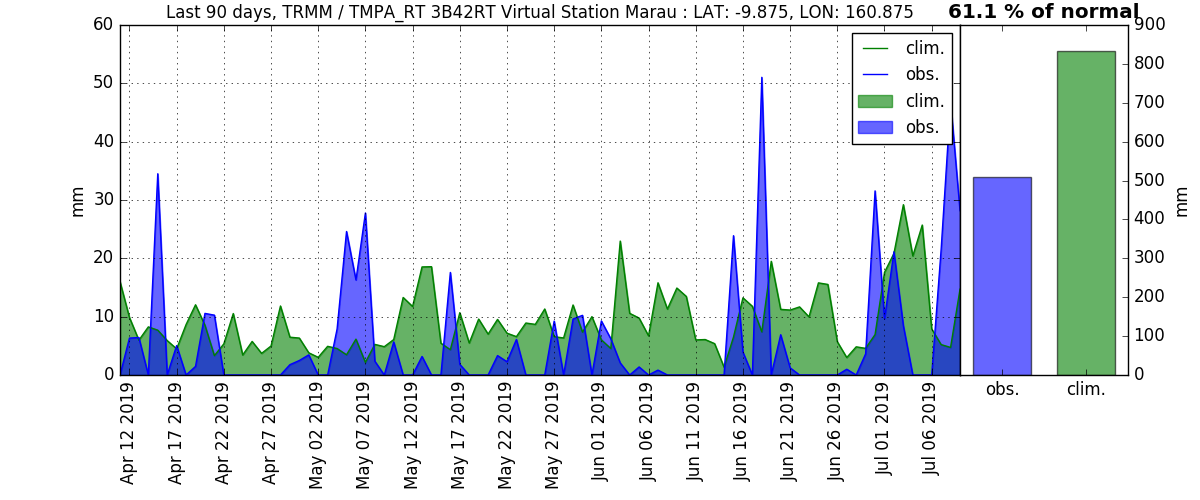 Last 90 days, TRMM / TMPA_RT 3B42RT Virtual Station Marau : LAT: -9.875, LON: 160.875
61.1 % of normal
60
50
40
30
20
10
0
mm
clim.
obs.
clim.
obs.
900
800
700
600
500
400
300
200
100
0
mm
obs.
clim.
Apr 12 2019
Apr 17 2019
Apr 22 2019
Apr 27 2019
May 02 2019
May 07 2019
May 12 2019
May 17 2019
May 22 2019
May 27 2019
Jun 01 2019
Jun 06 2019
Jun 11 2019
Jun 16 2019
Jun 21 2019
Jun 26 2019
Jul 01 2019
Jul 06 2019